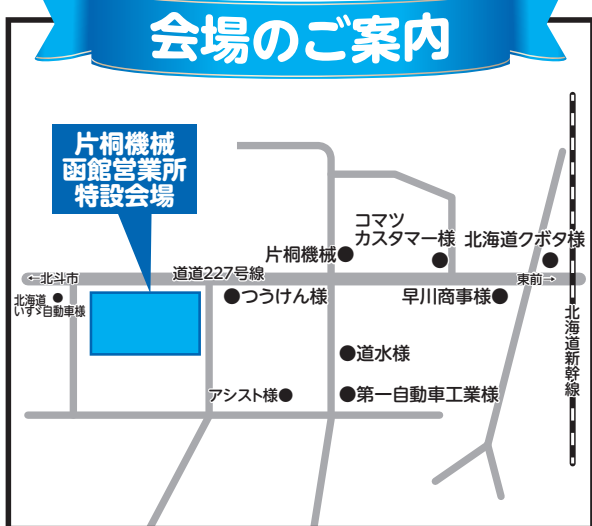 会場のご案内
片桐機械
函館営業所
特設会場
コマツ
カスタマー様
北海道クボタ様
片桐機械●
←北斗市
道道227号線
東前→
北海道
いすゞ自動車様
●つうけん様
早川商事様●
北海道新幹線
●道水様
アシスト様●
●第一自動車工業様